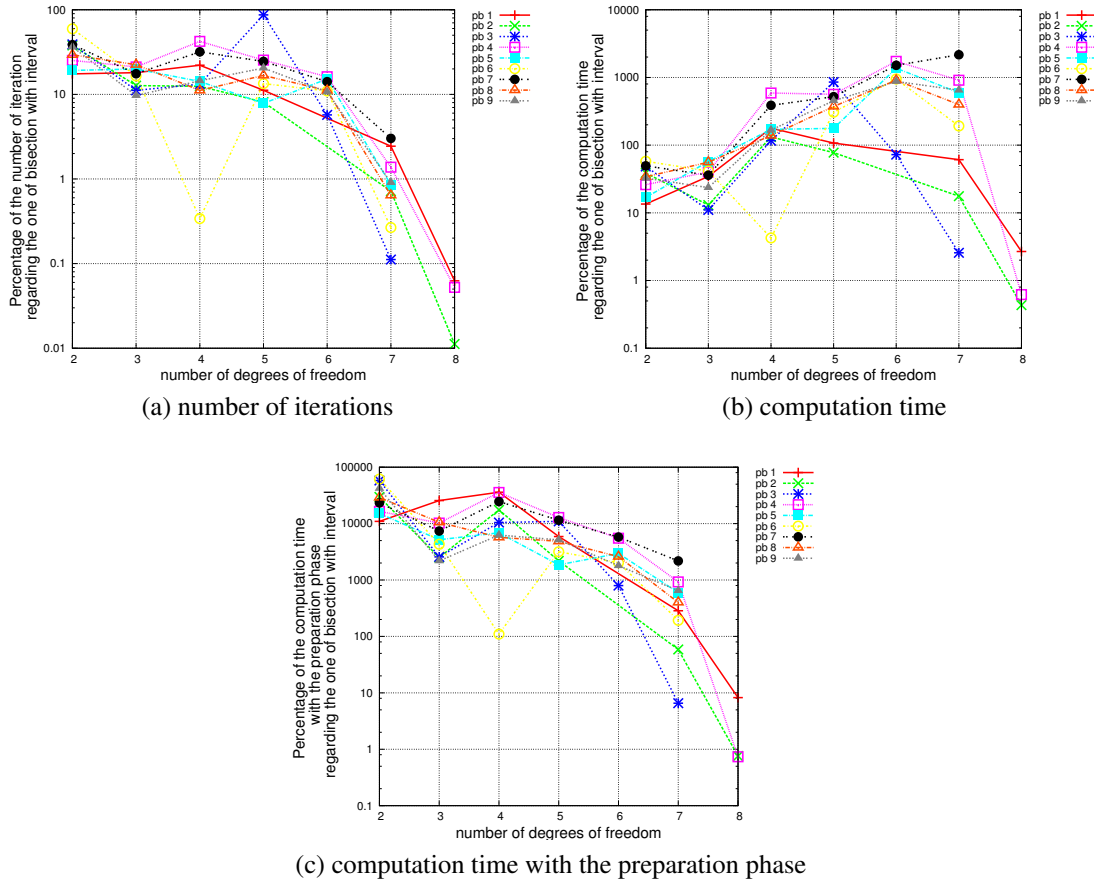 Percentage of the number of iteration
regarding the one of bisection with interval
100
10
1
0.1
0.01
2 3 4 5 6 7 8
number of degrees of freedom
pb 1
pb 2
pb 3
pb 4
pb 5
pb 6
pb 7
pb 8
pb 9
(a) number of iterations
Percentage of the computation time
regarding the one of bisection with interval
10000
1000
100
10
1
0.1
2 3 4 5 6 7 8
number of degrees of freedom
pb 1
pb 2
pb 3
pb 4
pb 5
pb 6
pb 7
pb 8
pb 9
(b) computation time
Percentage of the computation time
with the preparation phase
regarding the one of bisection with interval
100000
10000
1000
100
10
1
0.1
2 3 4 5 6 7 8
number of degrees of freedom
pb 1
pb 2
pb 3
pb 4
pb 5
pb 6
pb 7
pb 8
pb 9
(c) computation time with the preparation phase